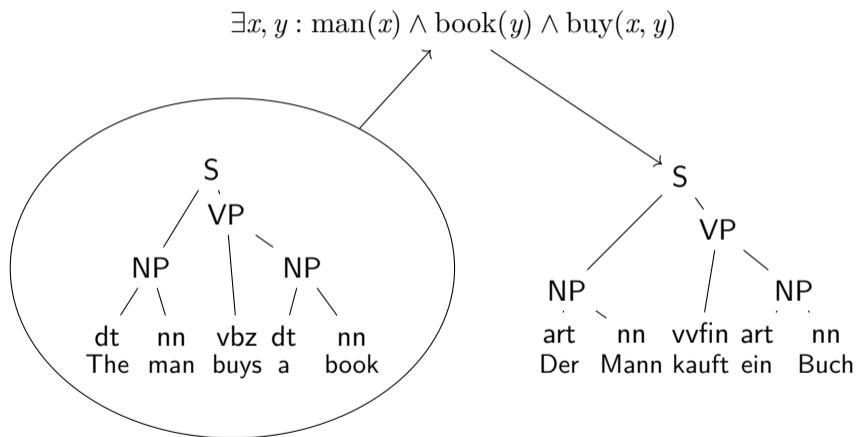 ∃x, y : man(x) ∧ book(y) ∧ buy(x, y)
S
VP
NP NP
dt nn vbz dt nn
The man buys a book
S
VP
NP NP
art nn vvfin art nn
Der Mann kauft ein Buch